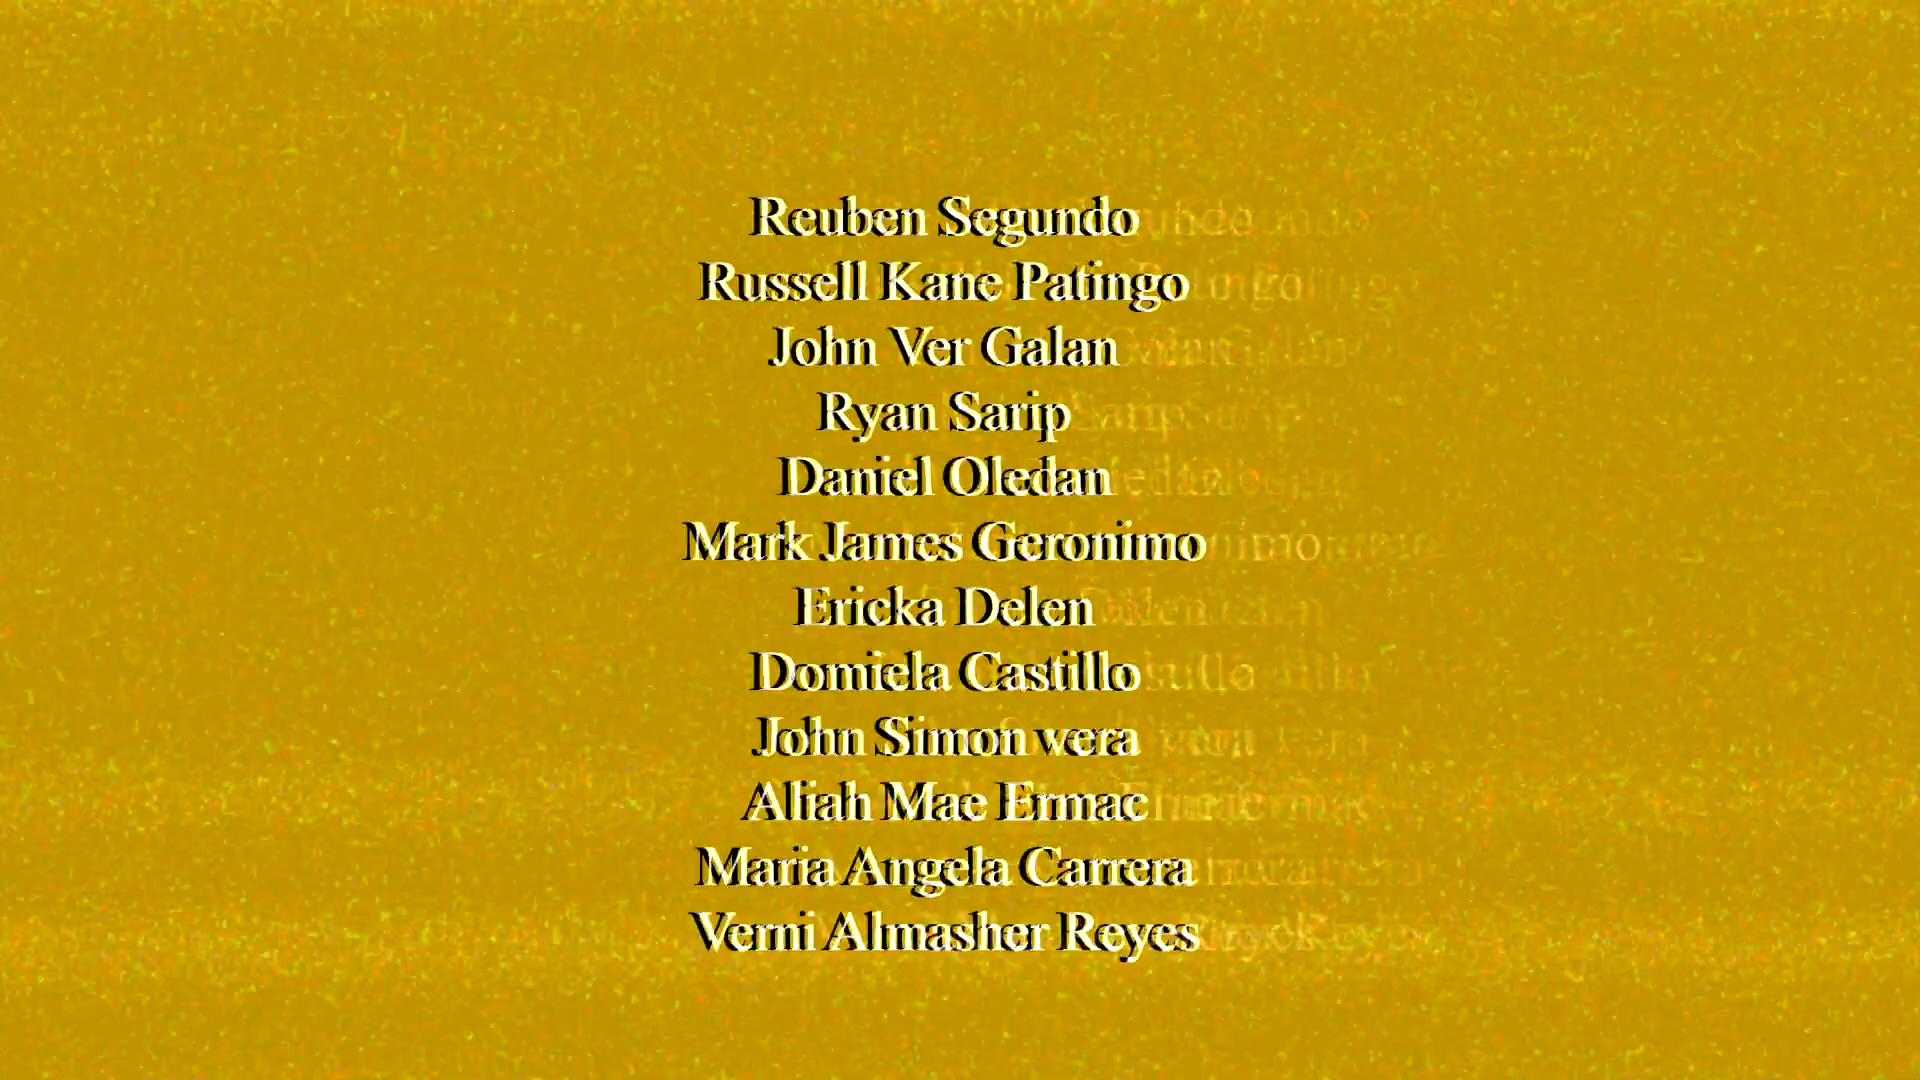 Reuben Segundo
Russell Kane Patingo
John Ver Galan
Ryan Sarip
Daniel Oledan
Mark James Geronimo
Ericka Delen
Domiela Castillo
John Simon vera
Aliah Mae Ermac
Maria Angela Carrera
Verni Almasher Reyes